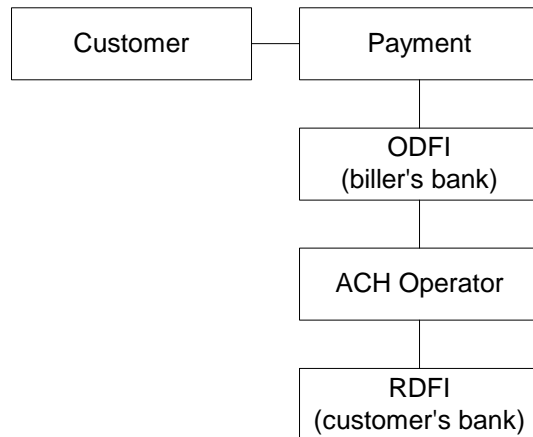 Customer
Payment
ODFI
(biller's bank)
ACH Operator
RDFI
(customer's bank)